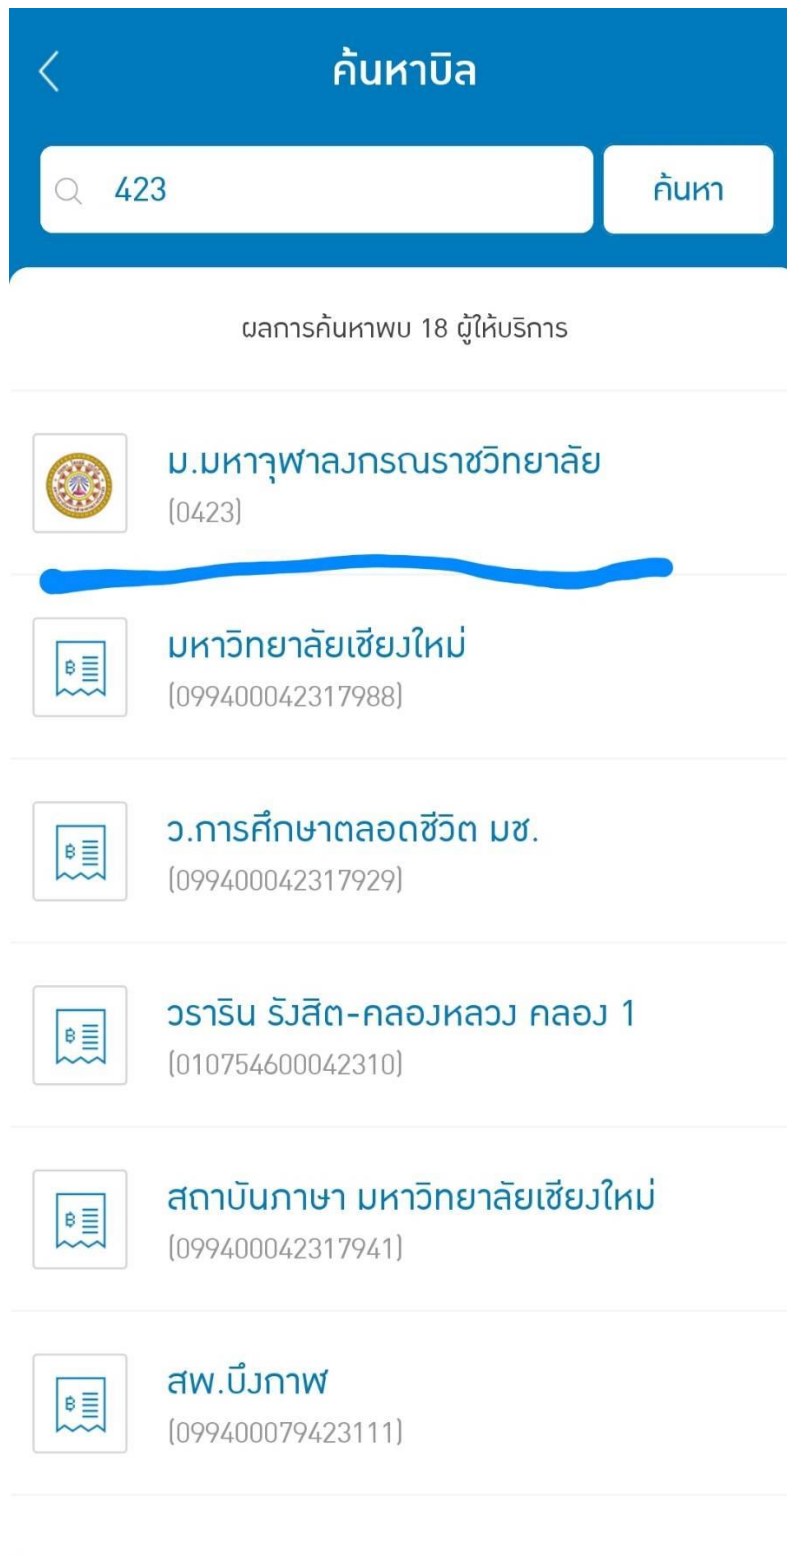 ค้นหาบิล
423
ค้นหา
ผลการค้นหาพบ 18 ผู้ให้บริการ
ม.มหาจุฬาลงกรณราชวิทยาลัย
(0423)
มหาวิทยาลัยเชียงใหม่
(099400042317988)
ว.การศึกษาตลอดชีวิต มช.
(099400042317929)
วราริน รังสิต-คลองหลวง คลอง 1
(010754600042310)
สถาบันภาษา มหาวิทยาลัยเชียงใหม่
(099400042317941)
สพ.บึงกาฬ
(099400079423111)